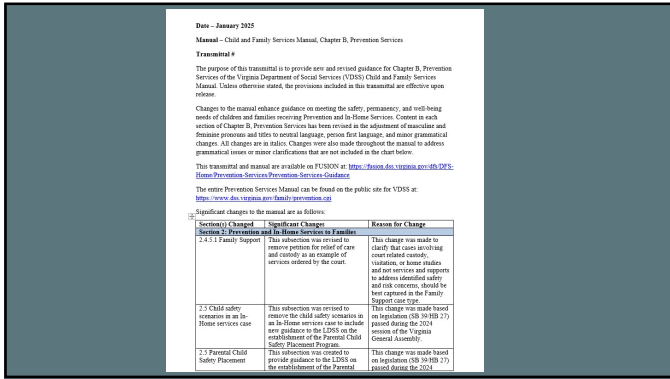 Date – January 2025
Manual – Child and Family Services Manual, Chapter B, Prevention Services
Transmittal #
The purpose of this transmittal is to provide new and revised guidance for Chapter B, Prevention
Services of the Virginia Department of Social Services (VDSS) Child and Family Services
Manual. Unless otherwise stated, the provisions included in this transmittal are effective upon
release.
Changes to the manual enhance guidance on meeting the safety, permanency, and well-being
needs of children and families receiving Prevention and In-Home Services. Content in each
section of Chapter B, Prevention Services has been revised in the adjustment of masculine and
feminine pronouns and titles to neutral language, person first language, and minor grammatical
changes. All changes are in italics. Changes were also made throughout the manual to address
grammatical issues or minor clarifications that are not included in the chart below.
This transmittal and manual are available on FUSION at: https://fusion.dss.virginia.gov/dfs/DFS-
Home/Prevention-Services/Prevention-Services-Guidance
The entire Prevention Services Manual can be found on the public site for VDSS at:
https://www.dss.virginia.gov/family/prevention.cgi
Significant changes to the manual are as follows:
Section(s) Changed Significant Changes Reason for Change
Section 2: Prevention and In-Home Services to Families
2.4.5.1 Family Support This subsection was revised to This change was made to
remove petition for relief of care clarify that cases involving
and custody as an example of court related custody,
services ordered by the court. visitation, or home studies
and not services and supports
to address identified safety
and risk concerns, should be
best captured in the Family
Support case type.
2.5 Child safety This subsection was revised to This change was made based
scenarios in an In- remove the child safety scenarios in on legislation (SB 39/HB 27)
Home services case an In-Home services case to include passed during the 2024
new guidance to the LDSS on the session of the Virginia
establishment of the Parental Child General Assembly.
Safety Placement Program.
2.5 Parental Child This subsection was created to This change was made based
Safety Placement provide guidance to the LDSS on on legislation (SB 39/HB 27)
the establishment of the Parental passed during the 2024